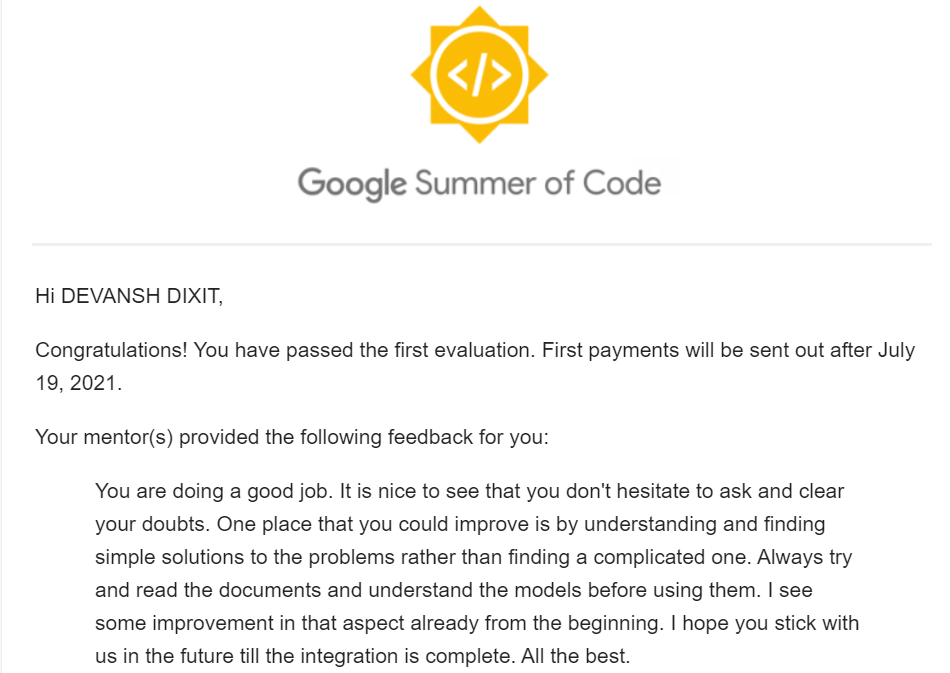 </>
Google Summer of Code
Hi DEVANSH DIXIT,
Congratulations! You have passed the first evaluation. First payments will be sent out after July
19, 2021.
Your mentor(s) provided the following feedback for you:
You are doing a good job. It is nice to see that you don't hesitate to ask and clear
your doubts. One place that you could improve is by understanding and finding
simple solutions to the problems rather than finding a complicated one. Always try
and read the documents and understand the models before using them. I see
some improvement in that aspect already from the beginning. I hope you stick with
us in the future till the integration is complete. All the best.